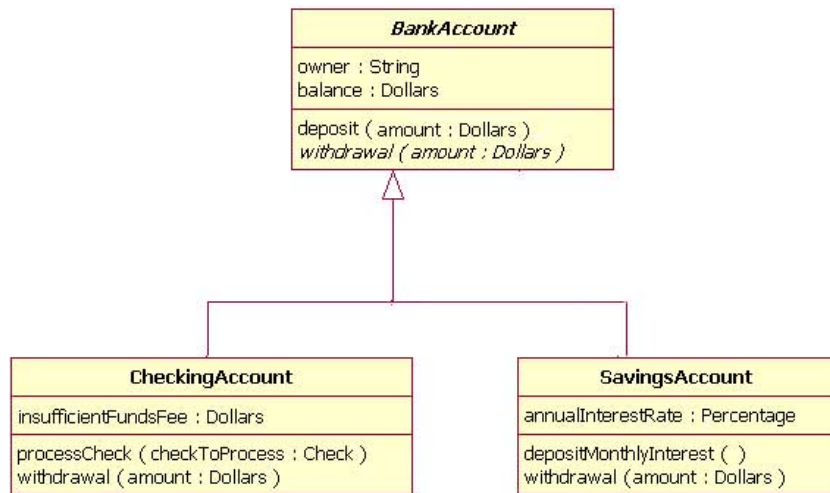 BankAccount
owner : String
balance : Dollars
deposit ( amount : Dollars )
withdrawal ( amount : Dollars )
CheckingAccount
insufficientFundsFee : Dollars
processCheck ( checkToProcess : Check )
withdrawal ( amount : Dollars )
SavingsAccount
annualInterestRate : Percentage
depositMonthlyInterest ( )
withdrawal ( amount : Dollars )